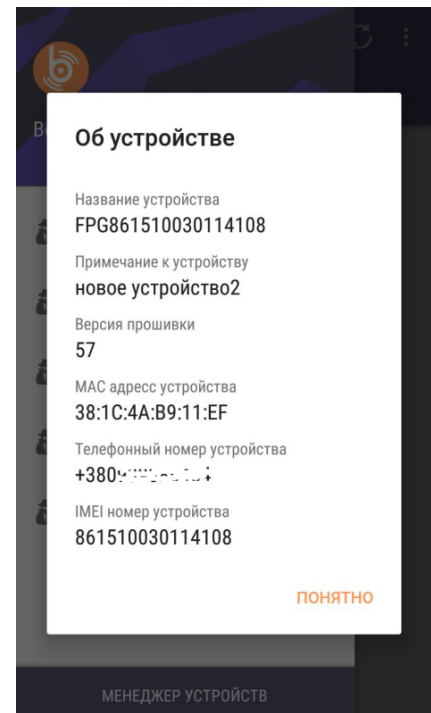 Об устройстве
Название устройства
FPG861510030114108
Примечание к устройству
новое устройство2
Версия прошивки
57
MAC адресс устройства
38:1C:4A:B9:11:EF
Телефонный номер устройства
+380
IMEI номер устройства
861510030114108
ПОНЯТНО
МЕНЕДЖЕР УСТРОЙСТВ